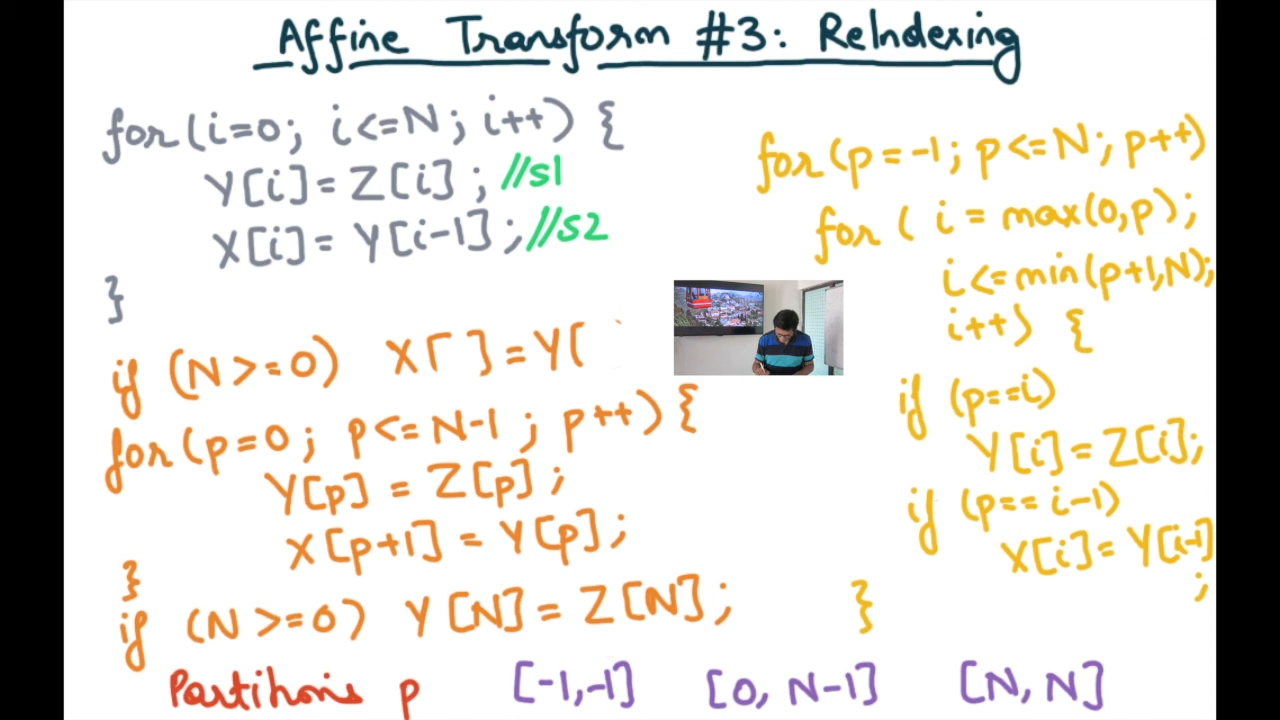 Affine Transform #3: ReIndexing
for(i=0; i<=N; i++) {
Y[i]=Z[i]; //s1
X[i]= Y[i-1]; //s2
}
if (N>=0) X[ ]=Y[
for(p=0; p<=N-1; p++){
Y[p] = Z[p];
X[p+1] = Y[p];
}
if (N>=0) Y[N]=Z[N];
for(p=-1; p<=N; p++)
for( i = max(0,p);
i<=min(p+1,N);
i++) {
if (p==i)
Y[i]=Z[i];
if (p==i-1)
X[i]=Y[i-1]
;
}
Partitions p [-1,-1] [0, N-1] [N, N]